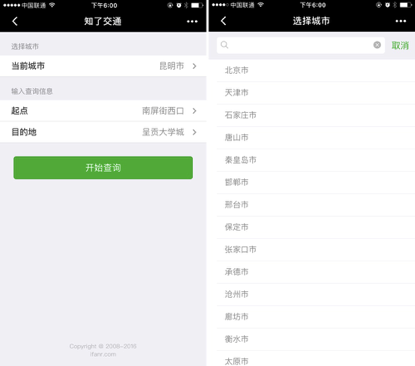 中国联通
下午6:00
知了交通
选择城市
当前城市
昆明市
输入查询信息
起点
南屏街西口
目的地
呈贡大学城
开始查询
Copyright © 2006-2016
ifanr.com
中国联通
下午6:00
选择城市
取消
北京市
天津市
石家庄市
唐山市
秦皇岛市
邯郸市
邢台市
保定市
张家口市
承德市
沧州市
廊坊市
衡水市
太原市